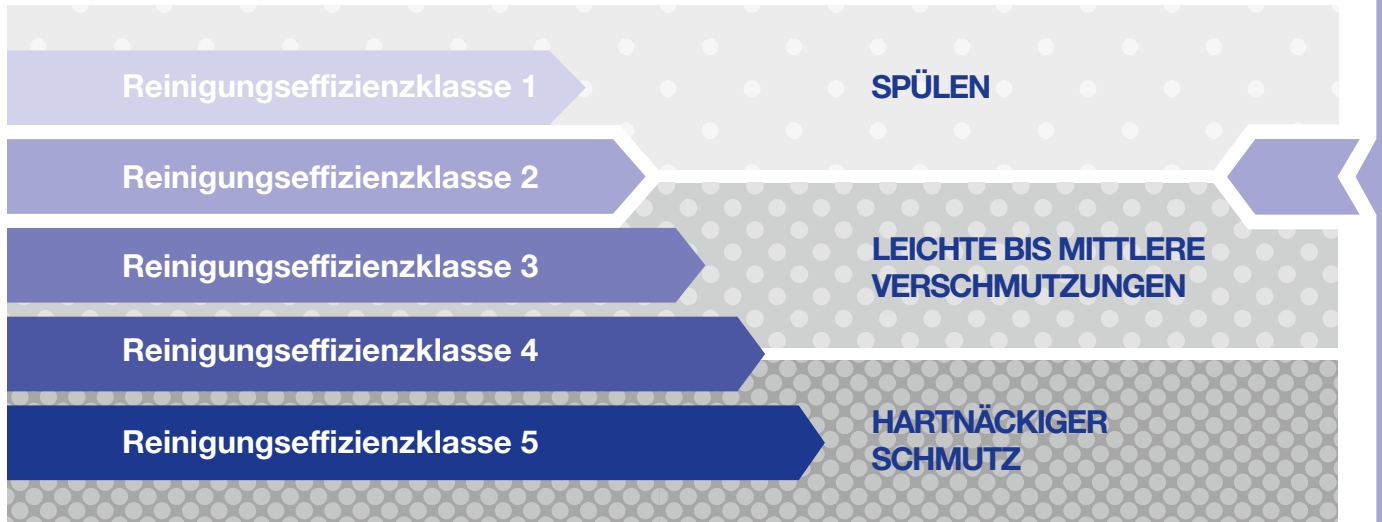 Reinigungseffizienzklasse 1
SPÜLEN
Reinigungseffizienzklasse 2
Reinigungseffizienzklasse 3
LEICHTE BIS MITTLERE
VERSCHMUTZUNGEN
Reinigungseffizienzklasse 4
Reinigungseffizienzklasse 5
HARTNÄCKIGER
SCHMUTZ